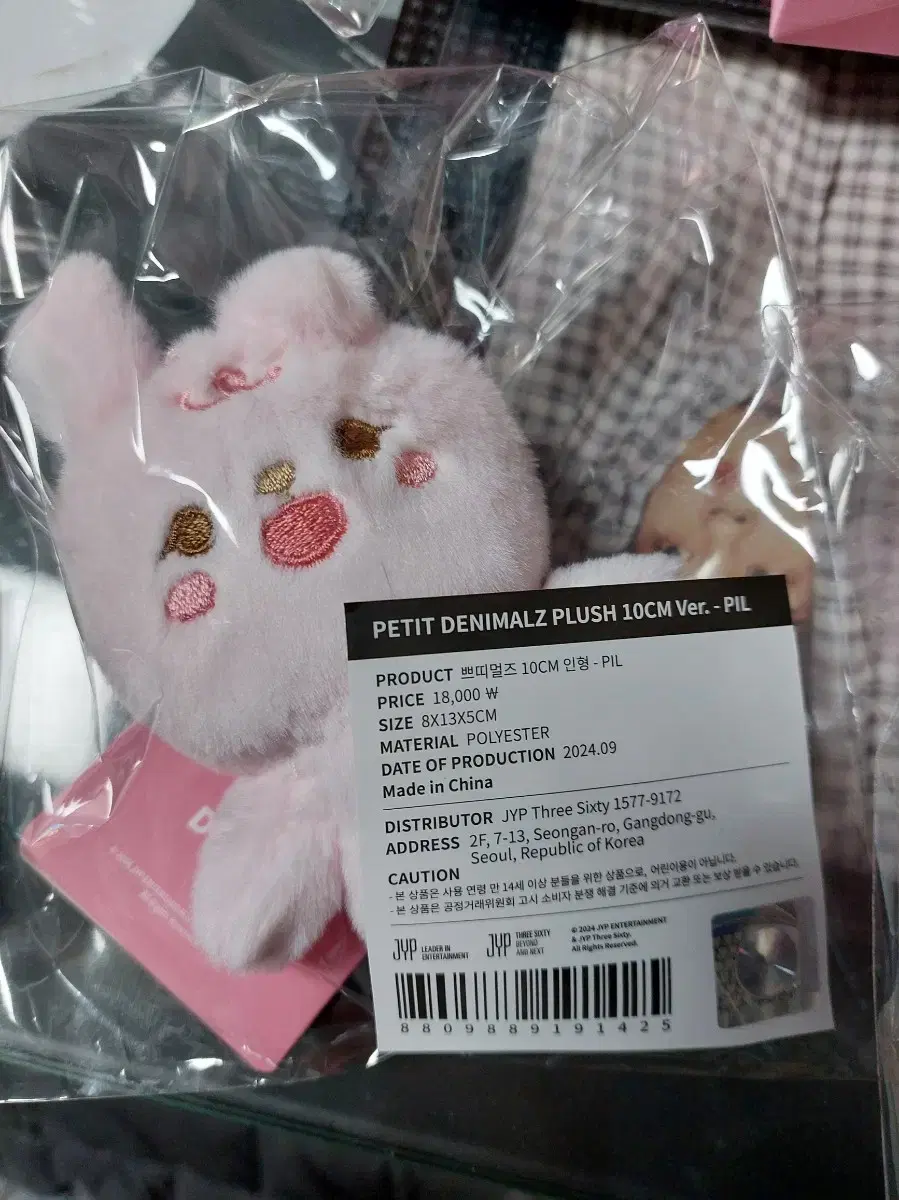 PETIT DENIMALZ PLUSH 10CM Ver. - PIL
PRODUCT 쁘띠멀즈 10CM 인형 - PIL
PRICE 18,000 ₩
SIZE 8X13X5CM
MATERIAL POLYESTER
DATE OF PRODUCTION 2024.09
Made in China
DISTRIBUTOR JYP Three Sixty 1577-9172
ADDRESS 2F, 7-13, Seongan-ro, Gangdong-gu,
Seoul, Republic of Korea
CAUTION
- 본 상품은 사용 연령 만 14세 이상 분들을 위한 상품으로, 어린이용이 아닙니다.
- 본 상품은 공정거래위원회 고시 소비자 분쟁 해결 기준에 의거 교환 또는 보상 받을 수 있습니다.
JYP LEADER IN
ENTERTAINMENT
JYP THREE SIXTY
BEYOND
AND NEXT
© 2024 JYP ENTERTAINMENT
& JYP Three Sixty.
All Rights Reserved.
8809889191425
D